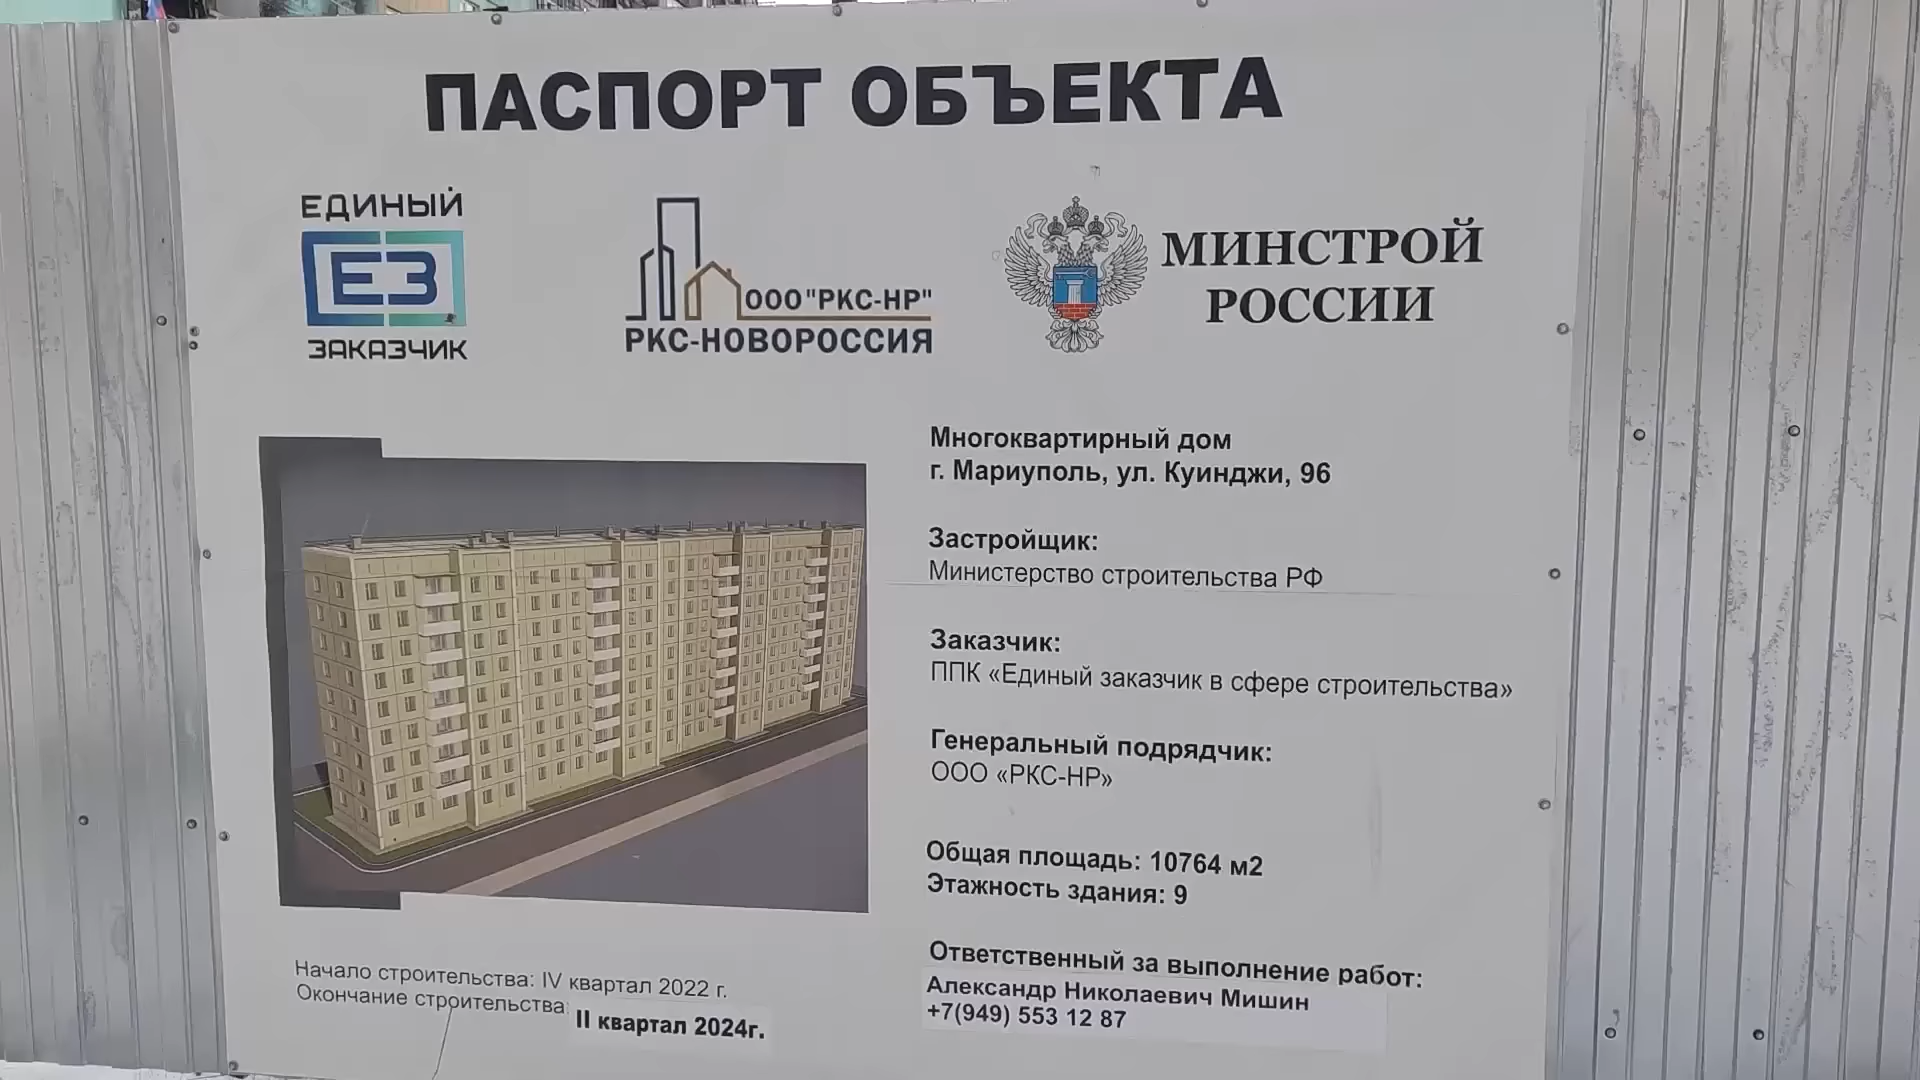 ПАСПОРТ ОБЪЕКТА
ЕДИНЫЙ
ЕЗ
ЗАКАЗЧИК
ООО"РКС-НР"
РКС-НОВОРОССИЯ
МИНСТРОЙ
РОССИИ
Многоквартирный дом
г. Мариуполь, ул. Куинджи, 96
Застройщик:
Министерство строительства РФ
Заказчик:
ППК «Единый заказчик в сфере строительства»
Генеральный подрядчик:
ООО «РКС-НР»
Общая площадь: 10764 м2
Этажность здания: 9
Ответственный за выполнение работ:
Александр Николаевич Мишин
+7(949) 553 12 87
Начало строительства: IV квартал 2022 г.
Окончание строительства:
II квартал 2024г.